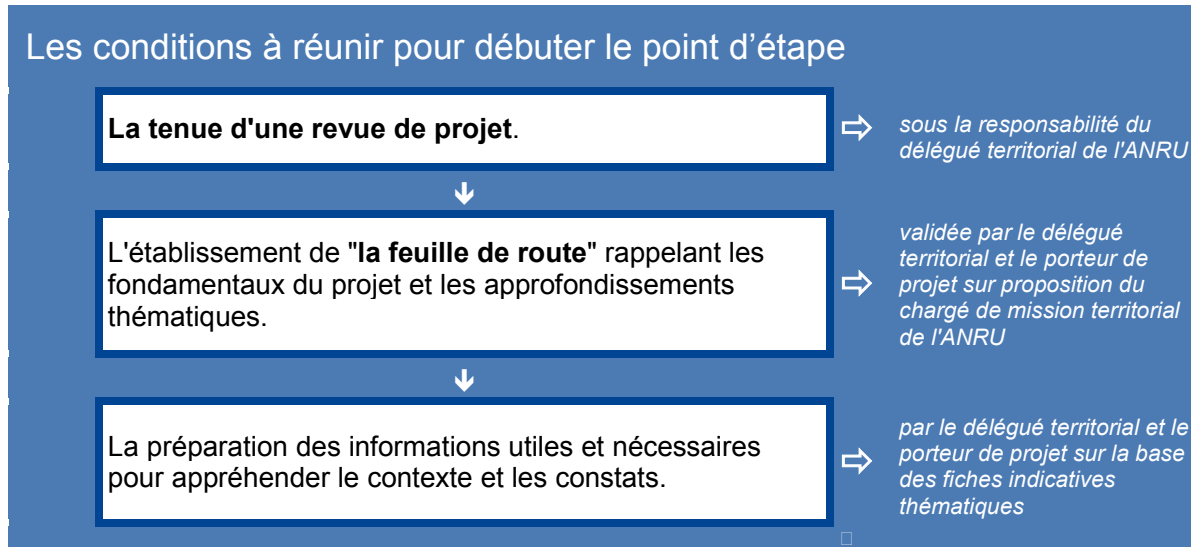 Les conditions à réunir pour débuter le point d'étape
La tenue d'une revue de projet.
sous la responsabilité du
délégué territorial de l'ANRU
L'établissement de "la feuille de route" rappelant les
fondamentaux du projet et les approfondissements
thématiques.
validée par le délégué
territorial et le porteur de
projet sur proposition du
chargé de mission territorial
de l'ANRU
La préparation des informations utiles et nécessaires
pour appréhender le contexte et les constats.
par le délégué territorial et le
porteur de projet sur la base
des fiches indicatives
thématiques